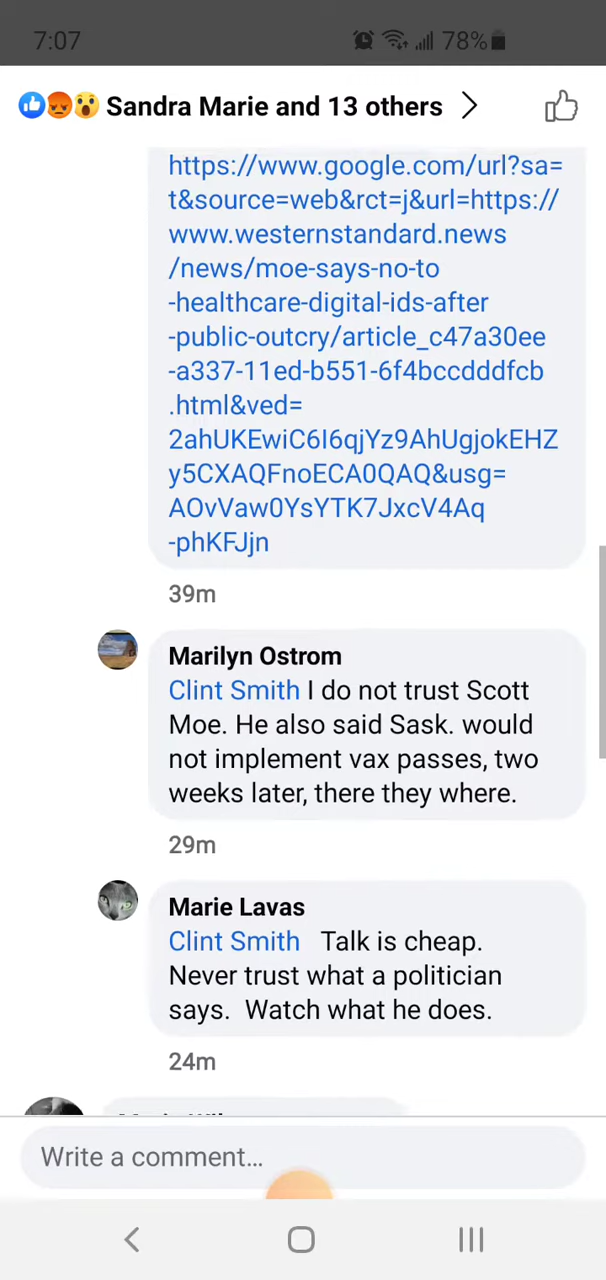 7:07
78%
Sandra Marie and 13 others
https://www.google.com/url?sa=
t&source=web&rct=j&url=https://
www.westernstandard.news
/news/moe-says-no-to
-healthcare-digital-ids-after
-public-outcry/article_c47a30ee
-a337-11ed-b551-6f4bccdddfcb
.html&ved=
2ahUKEwiC6I6qjYz9AhUgjokEHZ
y5CXAQFnoECA0QAQ&usg=
AOvVaw0YsYTK7JxcV4Aq
-phKFJjn
39m
Marilyn Ostrom
Clint Smith I do not trust Scott
Moe. He also said Sask. would
not implement vax passes, two
weeks later, there they where.
29m
Marie Lavas
Clint Smith Talk is cheap.
Never trust what a politician
says. Watch what he does.
24m
Write a comment...